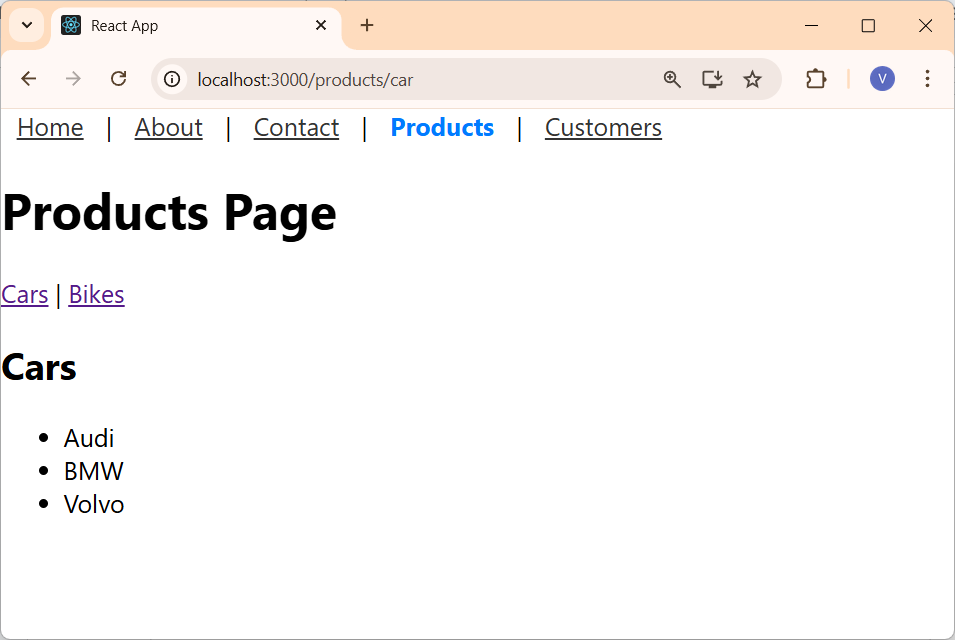 React App
localhost:3000/products/car
V
Home | About | Contact | Products | Customers
Products Page
Cars | Bikes
Cars
• Audi
• BMW
• Volvo